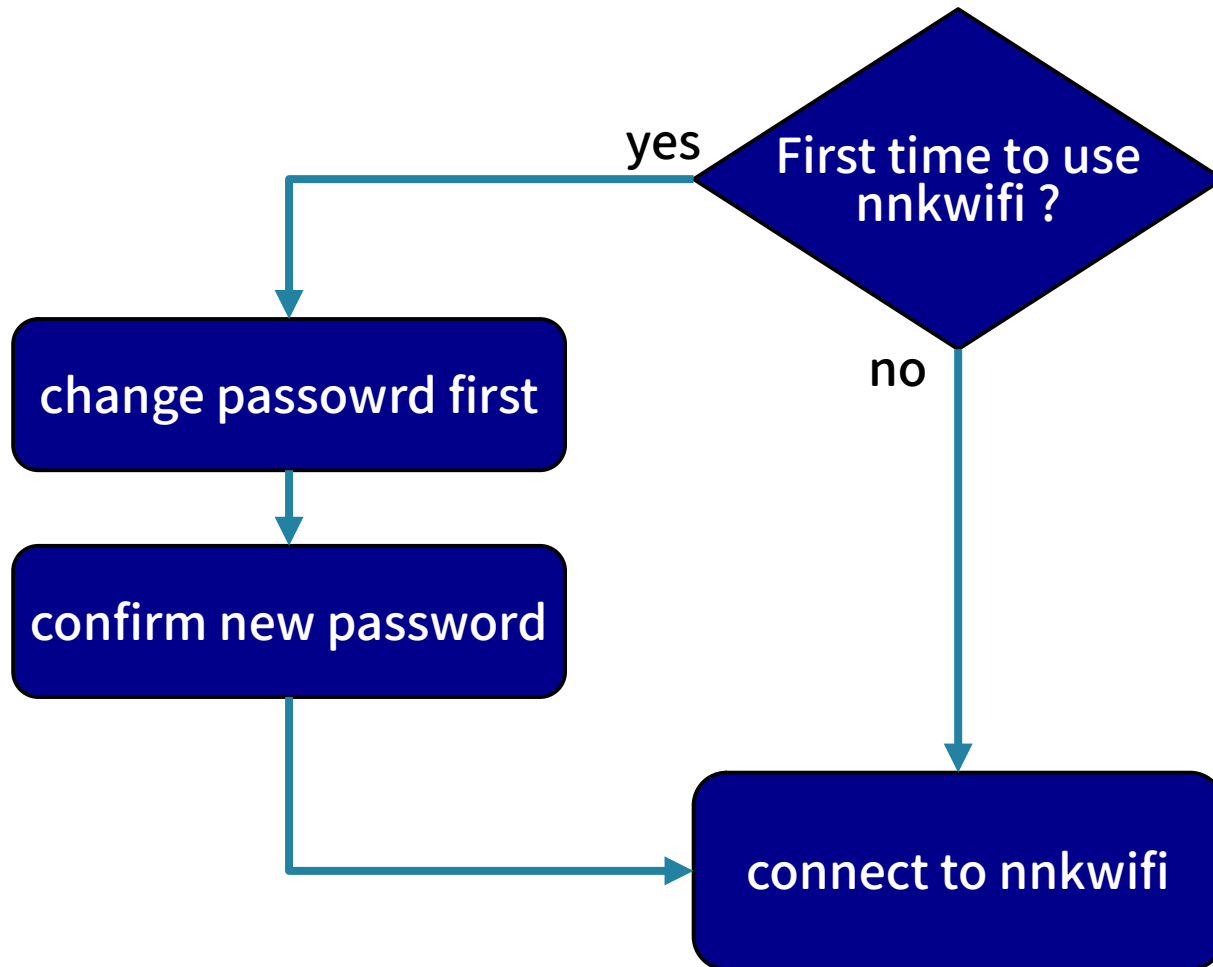 yes
First time to use
nnkwifi ?
no
change passowrd first
confirm new password
connect to nnkwifi